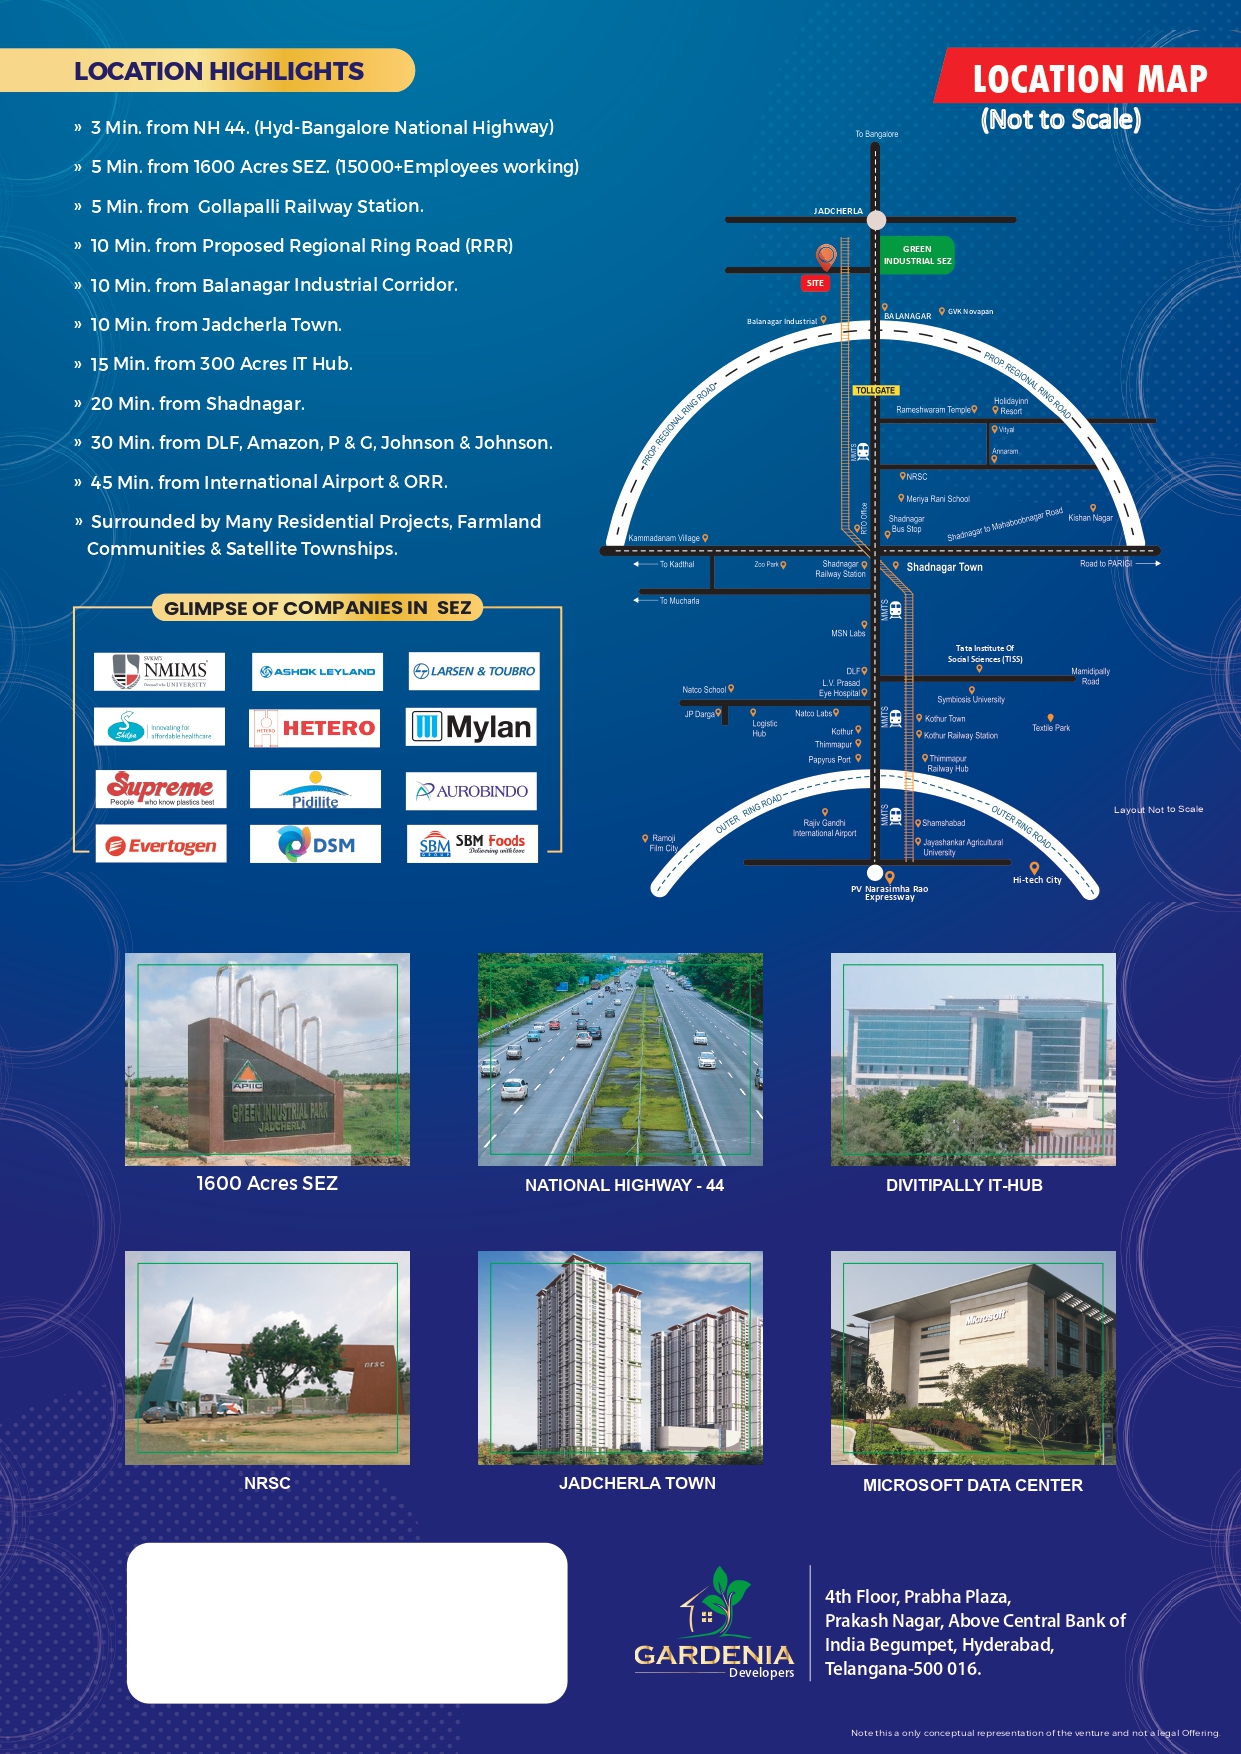 LOCATION HIGHLIGHTS
» 3 Min. from NH 44. (Hyd-Bangalore National Highway)
» 5 Min. from 1600 Acres SEZ. (15000+Employees working)
» 5 Min. from Gollapalli Railway Station.
» 10 Min. from Proposed Regional Ring Road (RRR)
» 10 Min. from Balanagar Industrial Corridor.
» 10 Min. from Jadcherla Town.
» 15 Min. from 300 Acres IT Hub.
» 20 Min. from Shadnagar.
» 30 Min. from DLF, Amazon, P & G, Johnson & Johnson.
» 45 Min. from International Airport & ORR.
» Surrounded by Many Residential Projects, Farmland
Communities & Satellite Townships.
GLIMPSE OF COMPANIES IN SEZ
SVKM'S
NMIMS
Deemed to be UNIVERSITY
ASHOK LEYLAND
LARSEN & TOUBRO
Shilpa
Innovating for
affordable healthcare
HETERO
HETERO
Mylan
Supreme
People who know plastics best
Pidilite
AUROBINDO
Evertogen
DSM
SBM
GROUP
SBM Foods
Delivering with love
LOCATION MAP
(Not to Scale)
To Bangalore
JADCHERLA
GREEN
INDUSTRIAL SEZ
SITE
Balanagar Industrial
BALANAGAR
GVK Novapan
PROP. REGIONAL RING ROAD
PROP. REGIONAL RING ROAD
TOLLGATE
Rameshwaram Temple
Holidayinn
Resort
Vityal
Annaram
MMTS
NRSC
Meriya Rani School
RTO Office
Shadnagar
Bus Stop
Shadnagar to Mahaboobnagar Road
Kishan Nagar
Kammadanam Village
To Kadthal
Zoo Park
Shadnagar
Railway Station
Shadnagar Town
Road to PARIGI
To Mucharla
MMTS
MSN Labs
Tata Institute Of
Social Sciences (TISS)
DLF
L.V. Prasad
Eye Hospital
Mamidipally
Road
Natco School
Symbiosis University
JP Darga
Logistic
Hub
Natco Labs
MMTS
Kothur Town
Textile Park
Kothur
Kothur Railway Station
Thimmapur
Papyrus Port
Thimmapur
Railway Hub
OUTER RING ROAD
OUTER RING ROAD
Layout Not to Scale
Rajiv Gandhi
International Airport
MMTS
Shamshabad
Ramoji
Film City
Jayashankar Agricultural
University
PV Narasimha Rao
Expressway
Hi-tech City
APIIC
GREEN INDUSTRIAL PARK
JADCHERLA
1600 Acres SEZ
NATIONAL HIGHWAY - 44
DIVITIPALLY IT-HUB
nrsc
Microsoft
NRSC
JADCHERLA TOWN
MICROSOFT DATA CENTER
GARDENIA
Developers
4th Floor, Prabha Plaza,
Prakash Nagar, Above Central Bank of
India Begumpet, Hyderabad,
Telangana-500 016.
Note this a only conceptual representation of the venture and not a legal Offering.